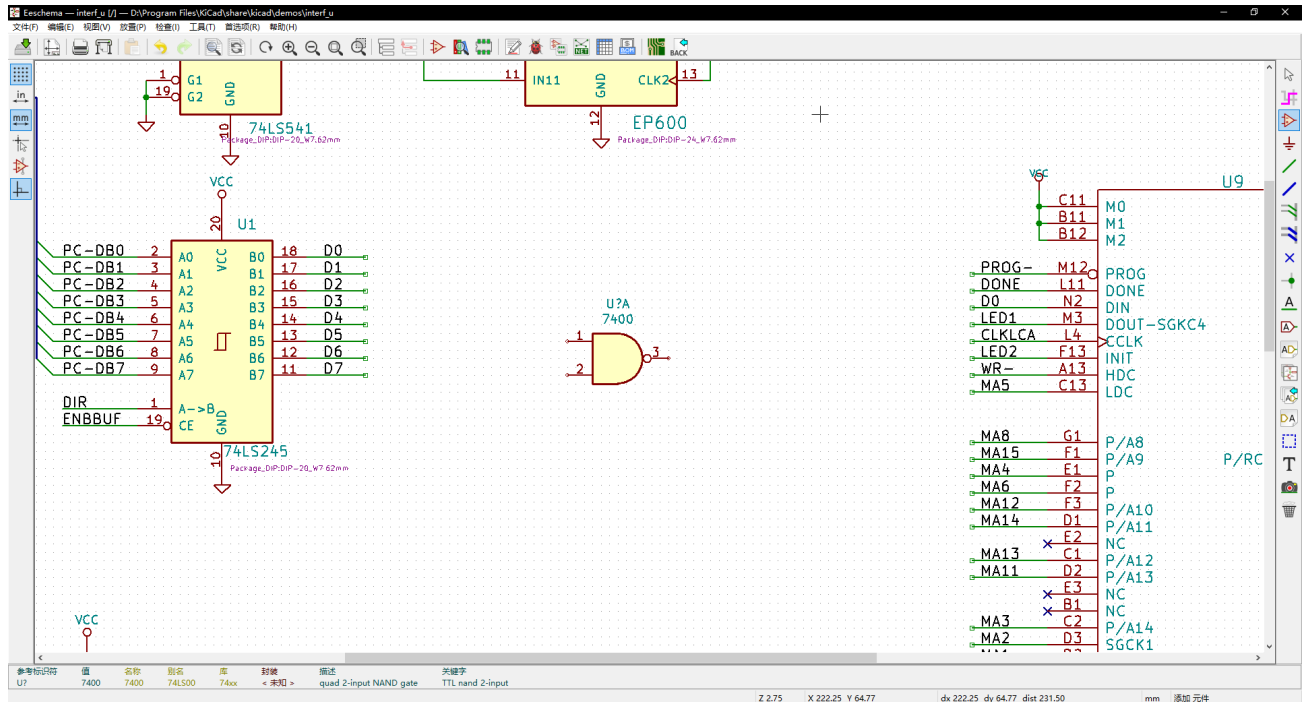 Eeschema — interf_u [/] — D:\Program Files\KiCad\share\kicad\demos\interf_u
文件(F) 编辑(E) 视图(V) 放置(P) 检查(I) 工具(T) 首选项(R) 帮助(H)
NET BOM BACK
in
mm
1 G1
19 G2
GND
10
74LS541
Package_DIP:DIP-20_W7.62mm
11 IN11 GND CLK2 13
12
EP600
Package_DIP:DIP-24_W7.62mm
VCC
20
U1
VCC
PC-DB0 2 A0 B0 18 D0
PC-DB1 3 A1 B1 17 D1
PC-DB2 4 A2 B2 16 D2
PC-DB3 5 A3 B3 15 D3
PC-DB4 6 A4 B4 14 D4
PC-DB5 7 A5 B5 13 D5
PC-DB6 8 A6 B6 12 D6
PC-DB7 9 A7 B7 11 D7
DIR 1 A->B
ENBBUF 19 CE GND
10
74LS245
Package_DIP:DIP-20_W7.62mm
VCC
U?A
7400
1
2
3
VCC
U9
C11 M0
B11 M1
B12 M2
PROG- M12 PROG
DONE L11 DONE
D0 N2 DIN
LED1 M3 DOUT-SGKC4
CLKLCA L4 CCLK
LED2 F13 INIT
WR- A13 HDC
MA5 C13 LDC
MA8 G1 P/A8
MA15 F1 P/A9 P/RC
MA4 E1 P
MA6 F2 P
MA12 F3 P/A10
MA14 D1 P/A11
E2 NC
MA13 C1 P/A12
MA11 D2 P/A13
E3 NC
B1 NC
MA3 C2 P/A14
MA2 D3 SGCK1
A
A
AD
DA
T
参考标识符 值 名称 别名 库 封装 描述 关键字
U? 7400 7400 74LS00 74xx < 未知 > quad 2-input NAND gate TTL nand 2-input
Z 2.75 X 222.25 Y 64.77 dx 222.25 dy 64.77 dist 231.50 mm 添加 元件